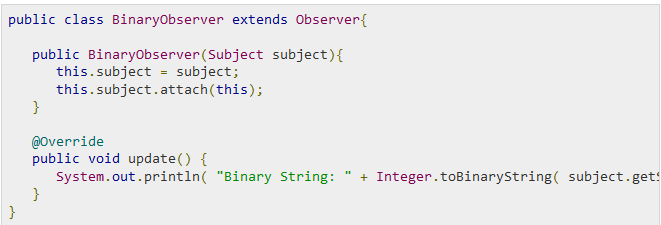 public class BinaryObserver extends Observer{
public BinaryObserver(Subject subject){
this.subject = subject;
this.subject.attach(this);
}
@Override
public void update() {
System.out.println( "Binary String: " + Integer.toBinaryString( subject.get
}
}